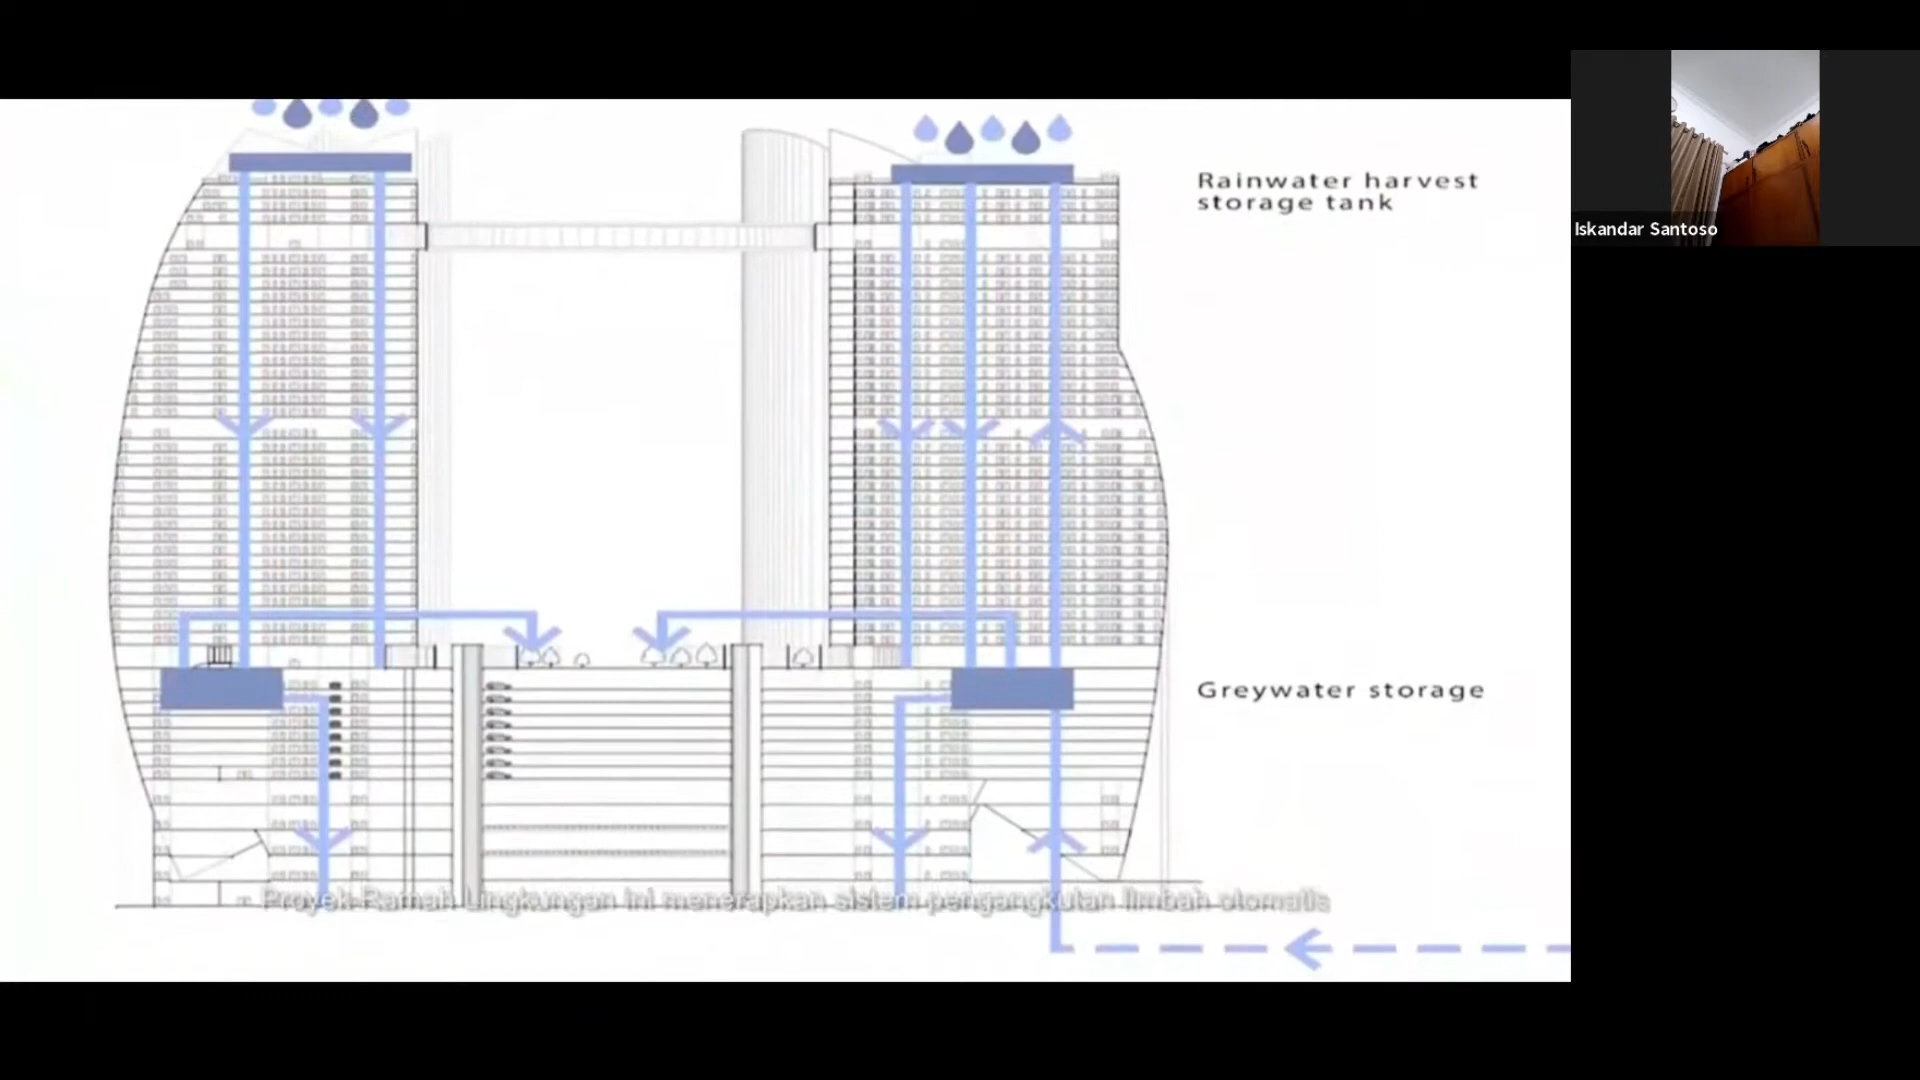 Rainwater harvest
storage tank
Iskandar Santoso
Greywater storage
Proyek Ramah Lingkungan ini menerapkan sistem pengangkutan limbah otomatis